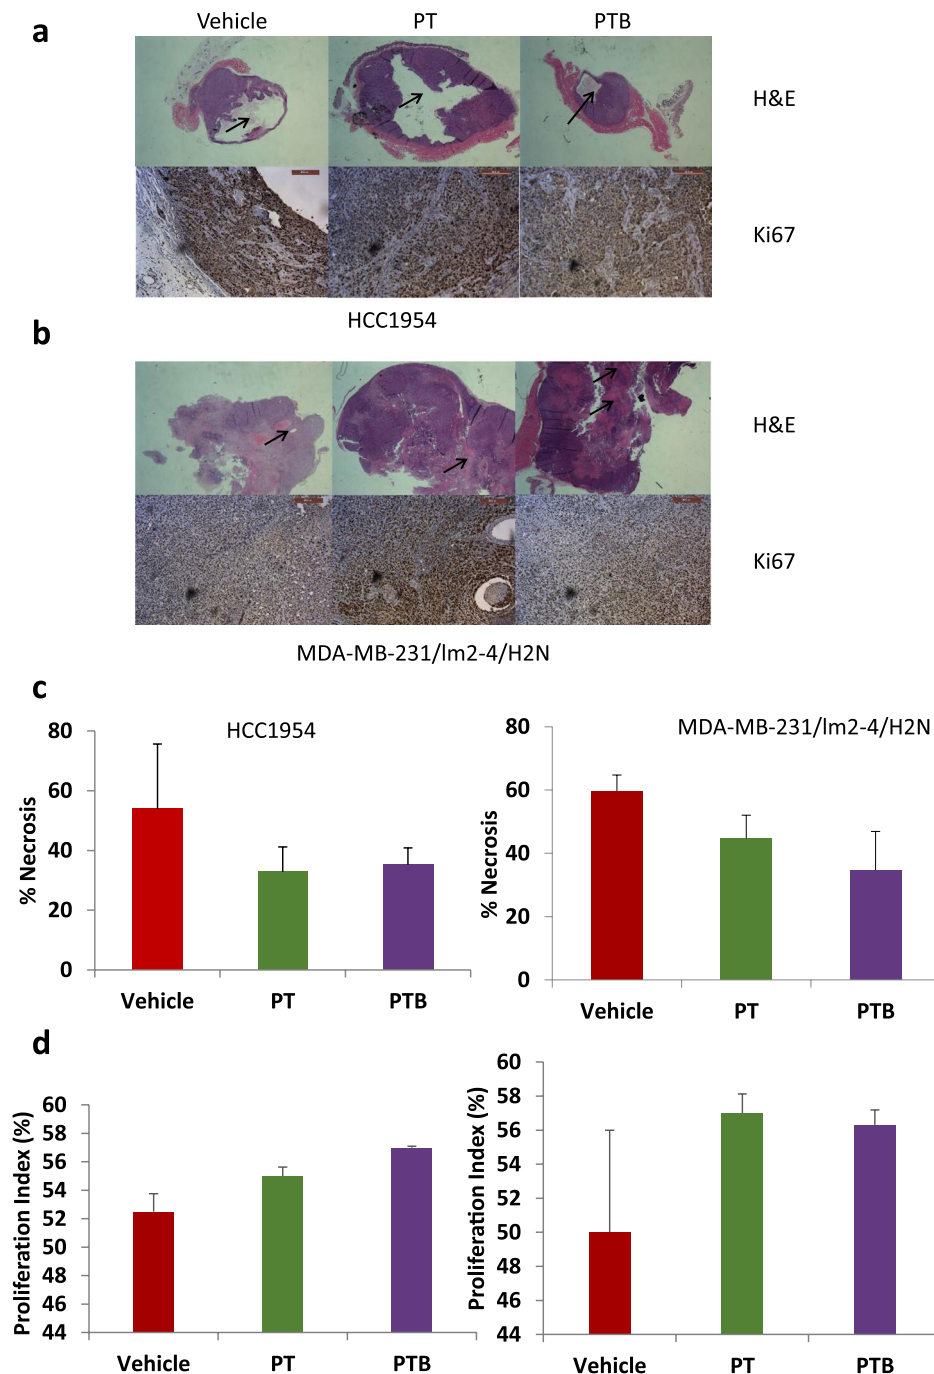 a
Vehicle PT PTB
H&E
Ki67
HCC1954
b
H&E
Ki67
MDA-MB-231/lm2-4/H2N
c
HCC1954
% Necrosis
80
60
40
20
0
Vehicle PT PTB
MDA-MB-231/lm2-4/H2N
% Necrosis
80
60
40
20
0
Vehicle PT PTB
d
Proliferation Index (%)
60
58
56
54
52
50
48
46
44
Vehicle PT PTB
Proliferation Index (%)
60
58
56
54
52
50
48
46
44
Vehicle PT PTB